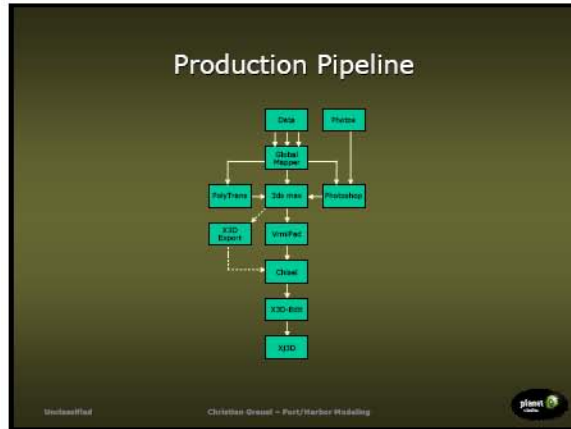 Production Pipeline
Data
Photos
Global
Mapper
PolyTrans
3ds max
Photoshop
X3D
Export
VrmlPad
Chisel
X3D-Edit
Xj3D
Unclassified
Christian Greuel – Port/Harbor Modeling
planet